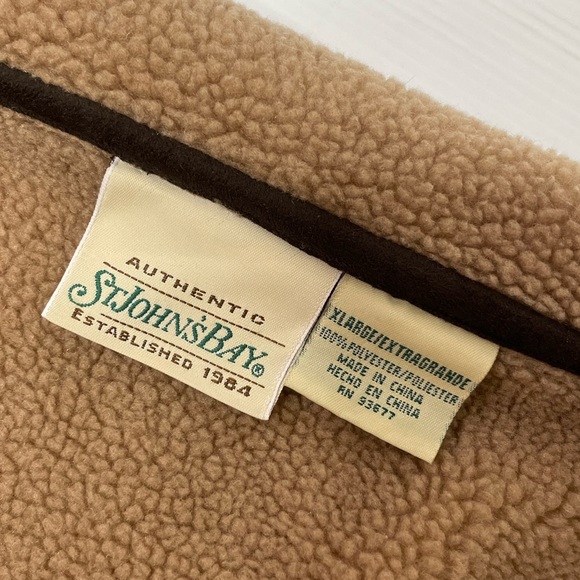 AUTHENTIC
ST. JOHN'S BAY®
ESTABLISHED 1984
XLARGE/EXTRAGRANDE
100%POLYESTER/POLIESTER
MADE IN CHINA
HECHO EN CHINA
RN 93677